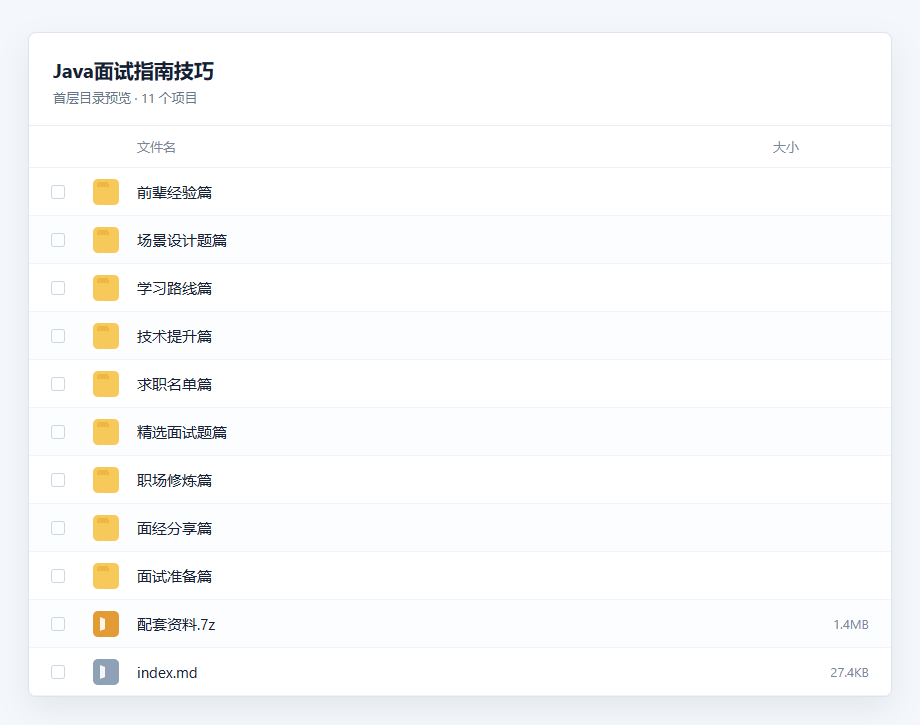 Java面试指南技巧
首层目录预览 · 11 个项目
文件名 大小
前辈经验篇
场景设计题篇
学习路线篇
技术提升篇
求职名单篇
精选面试题篇
职场修炼篇
面经分享篇
面试准备篇
配套资料.7z 1.4MB
index.md 27.4KB